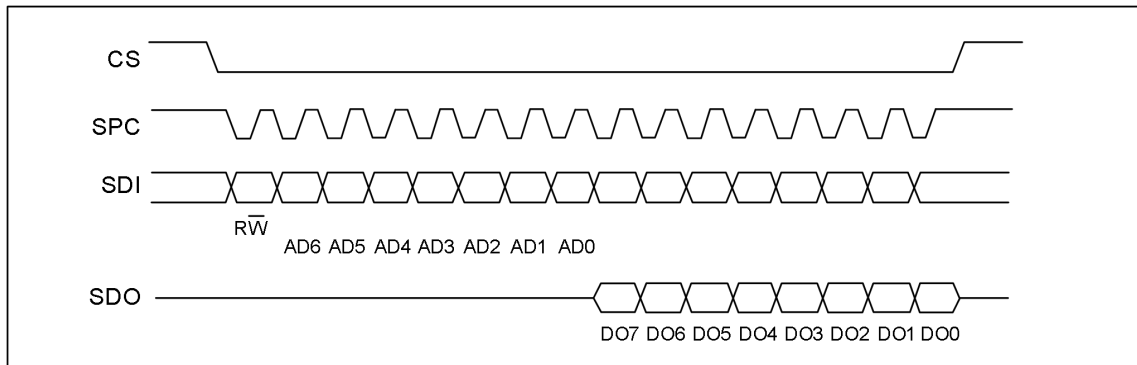 CS
SPC
SDI
RW̅
AD6 AD5 AD4 AD3 AD2 AD1 AD0
SDO
DO7 DO6 DO5 DO4 DO3 DO2 DO1 DO0